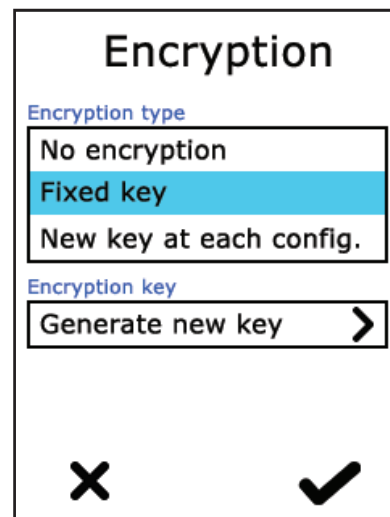 Encryption
Encryption type
No encryption
Fixed key
New key at each config.
Encryption key
Generate new key